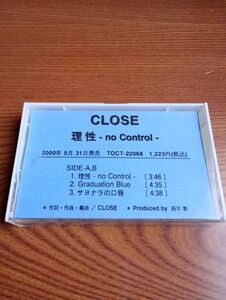 CLOSE
理性 - no Control -
2000年 5月 31日発売 TOCT-22068 1,223円(税込)
SIDE-A,B
1. 理性 - no Control - ( 3:46 )
2. Graduation Blue ( 4:35 )
3. サヨナラの口唇 ( 4:38 )
* 作詞・作曲・編曲 / CLOSE * Produced by 西平 彰